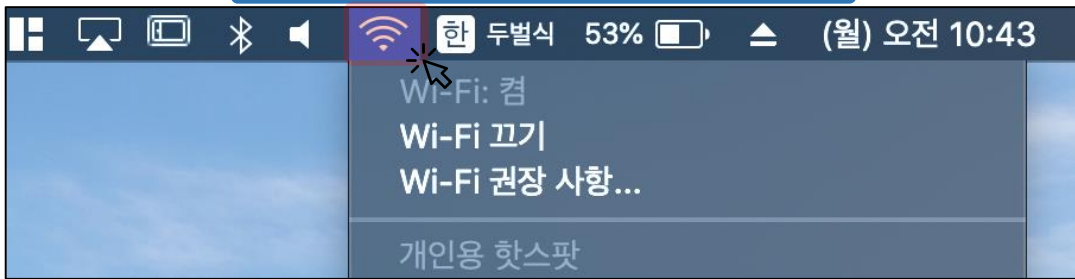 한 두벌식 53% (월) 오전 10:43
Wi-Fi: 켬
Wi-Fi 끄기
Wi-Fi 권장 사항...
개인용 핫스팟